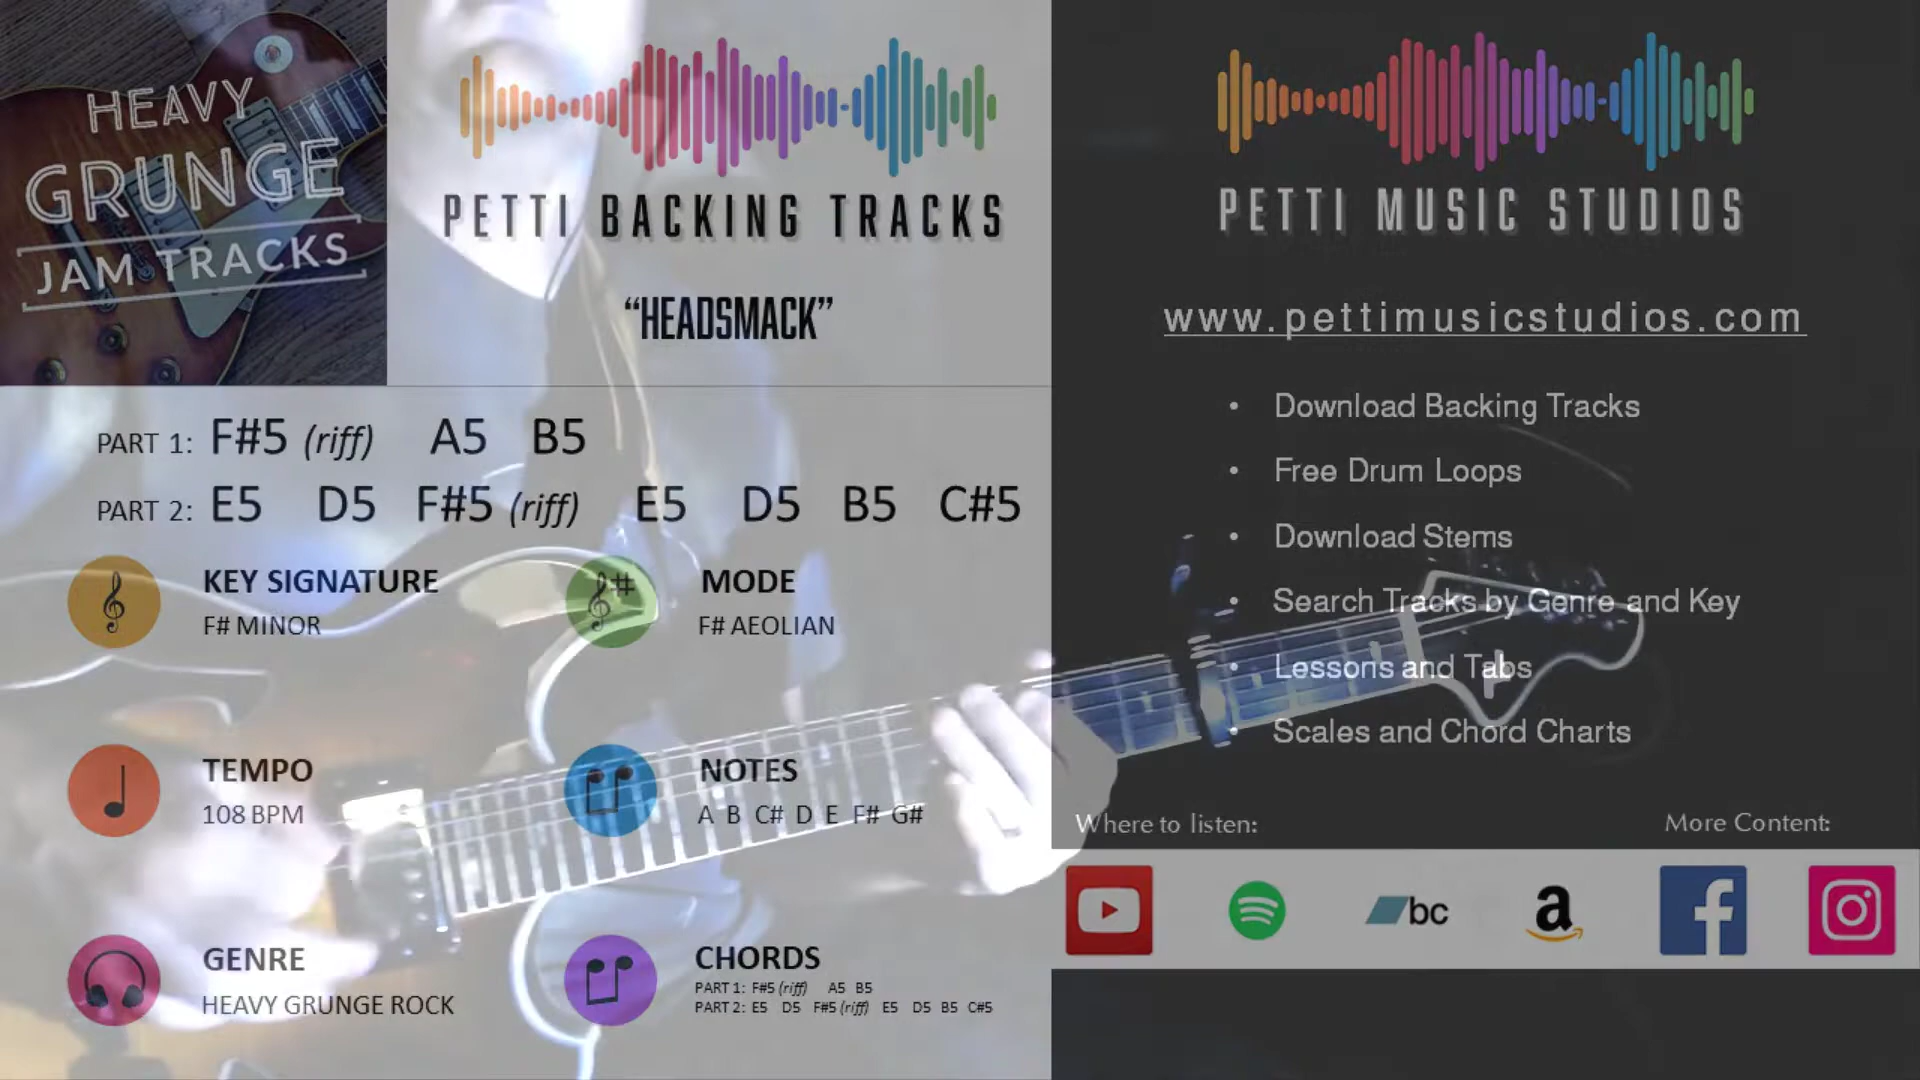 HEAVY
GRUNGE
JAM TRACKS
PETTI BACKING TRACKS
“HEADSMACK”
PART 1: F#5 (riff) A5 B5
PART 2: E5 D5 F#5 (riff) E5 D5 B5 C#5
KEY SIGNATURE
F# MINOR
MODE
F# AEOLIAN
TEMPO
108 BPM
NOTES
A B C# D E F# G#
GENRE
HEAVY GRUNGE ROCK
CHORDS
PART 1: F#5 (riff) A5 B5
PART 2: E5 D5 F#5 (riff) E5 D5 B5 C#5
PETTI MUSIC STUDIOS
www.pettimusicstudios.com
• Download Backing Tracks
• Free Drum Loops
• Download Stems
• Search Tracks by Genre and Key
• Lessons and Tabs
• Scales and Chord Charts
Where to listen:
More Content:
bc
a
f